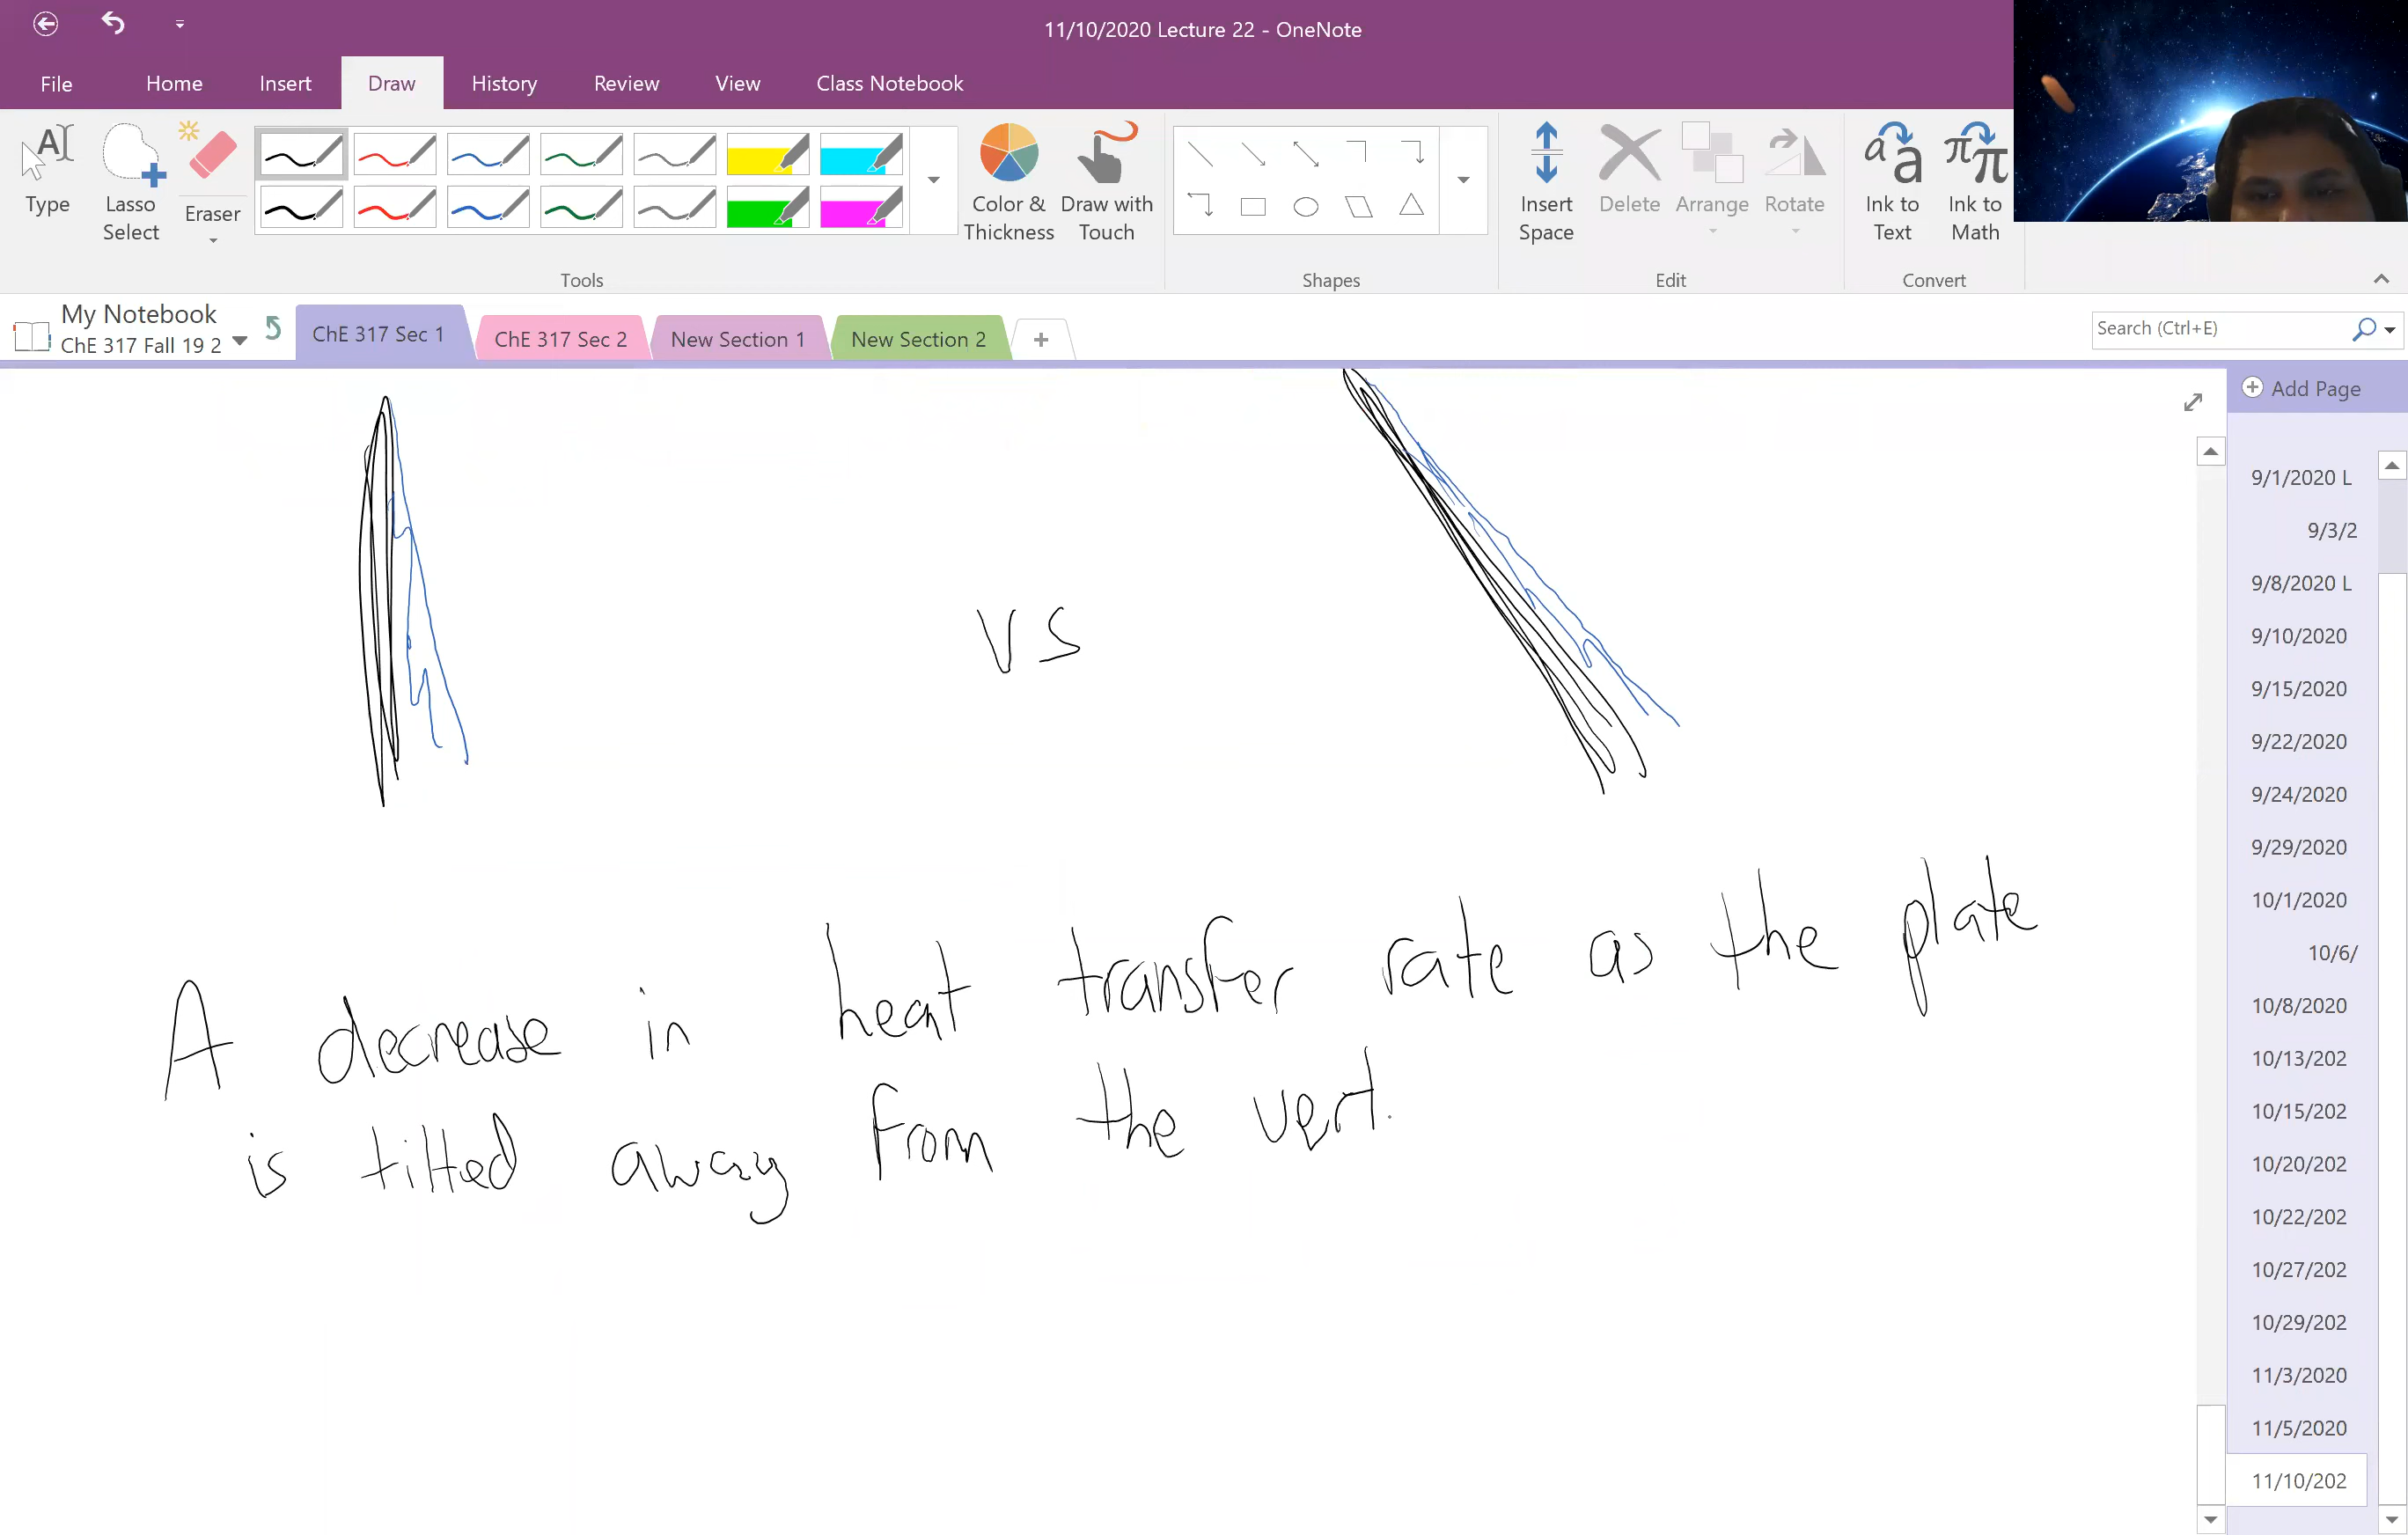 11/10/2020 Lecture 22 - OneNote
File Home Insert Draw History Review View Class Notebook
Type
Lasso Select
Eraser
Color & Thickness
Draw with Touch
Insert Space
Delete
Arrange
Rotate
Ink to Text
Ink to Math
Tools Shapes Edit Convert
My Notebook
ChE 317 Fall 19 2
ChE 317 Sec 1 ChE 317 Sec 2 New Section 1 New Section 2 +
Search (Ctrl+E)
Add Page
9/1/2020 L
9/3/2
9/8/2020 L
9/10/2020
9/15/2020
9/22/2020
9/24/2020
9/29/2020
10/1/2020
10/6/
10/8/2020
10/13/202
10/15/202
10/20/202
10/22/202
10/27/202
10/29/202
11/3/2020
11/5/2020
11/10/202
VS
A decrease in heat transfer rate as the plate
is tilted away from the vert.